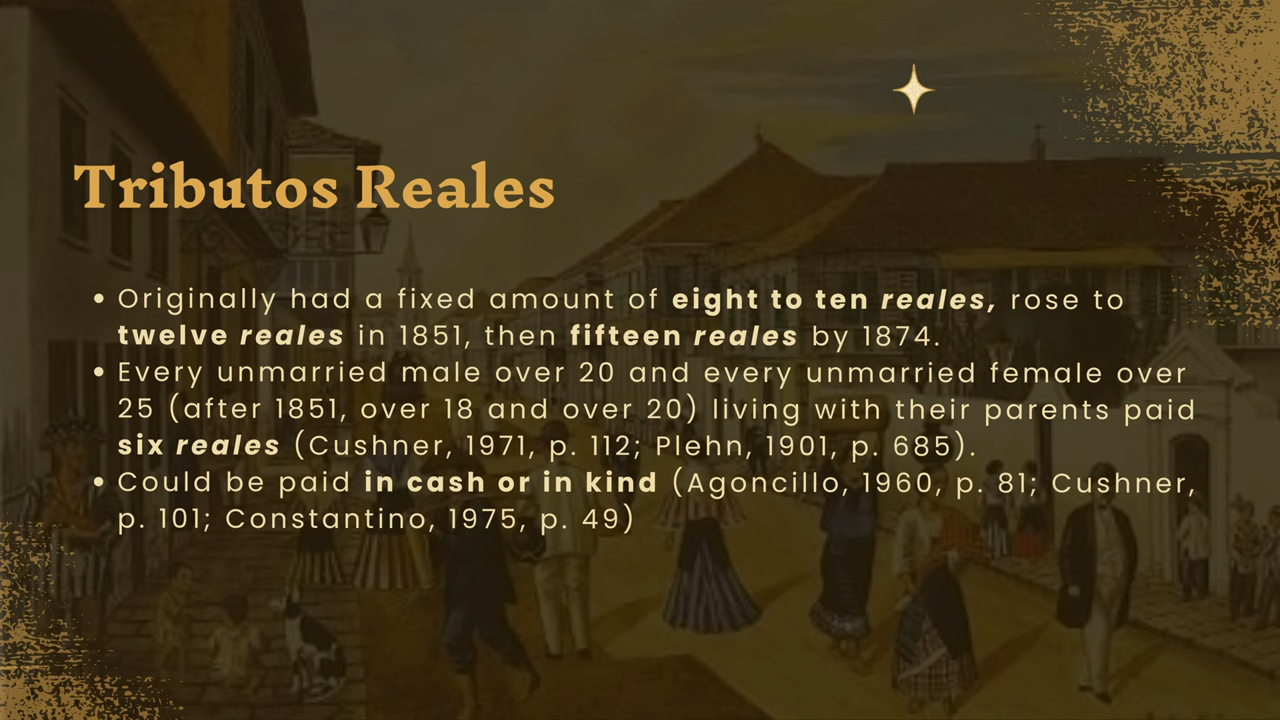 Tributos Reales
• Originally had a fixed amount of eight to ten reales, rose to
twelve reales in 1851, then fifteen reales by 1874.
• Every unmarried male over 20 and every unmarried female over
25 (after 1851, over 18 and over 20) living with their parents paid
six reales (Cushner, 1971, p. 112; Plehn, 1901, p. 685).
• Could be paid in cash or in kind (Agoncillo, 1960, p. 81; Cushner,
p. 101; Constantino, 1975, p. 49)